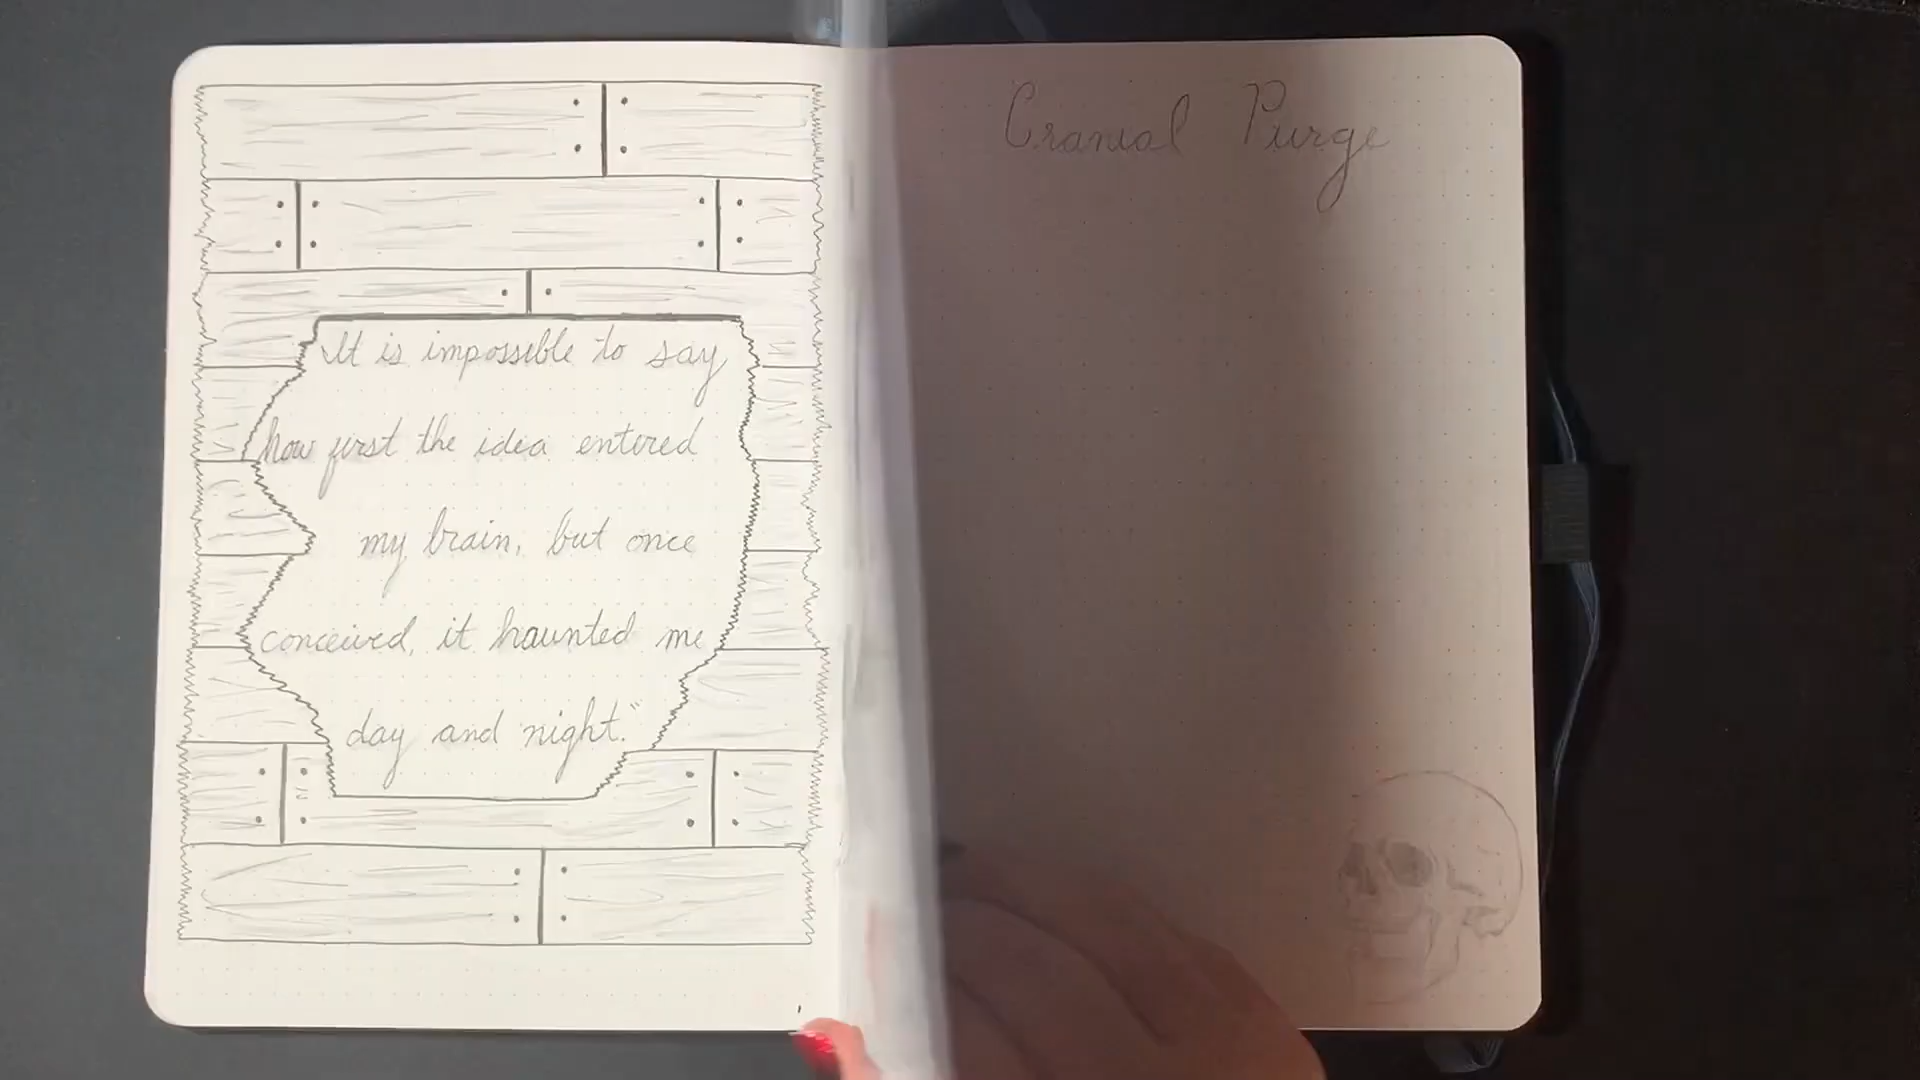 "It is impossible to say
how first the idea entered
my brain, but once
conceived, it haunted me
day and night."
Cranial Purge